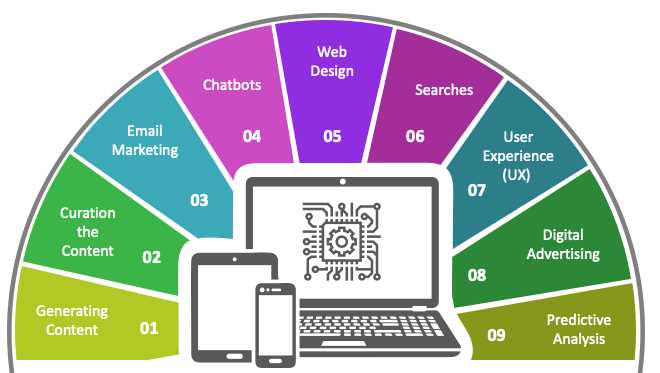 Generating
Content
01
Curation
the
Content
02
Email
Marketing
03
Chatbots
04
Web
Design
05
Searches
06
User
Experience
(UX)
07
Digital
Advertising
08
Predictive
Analysis
09